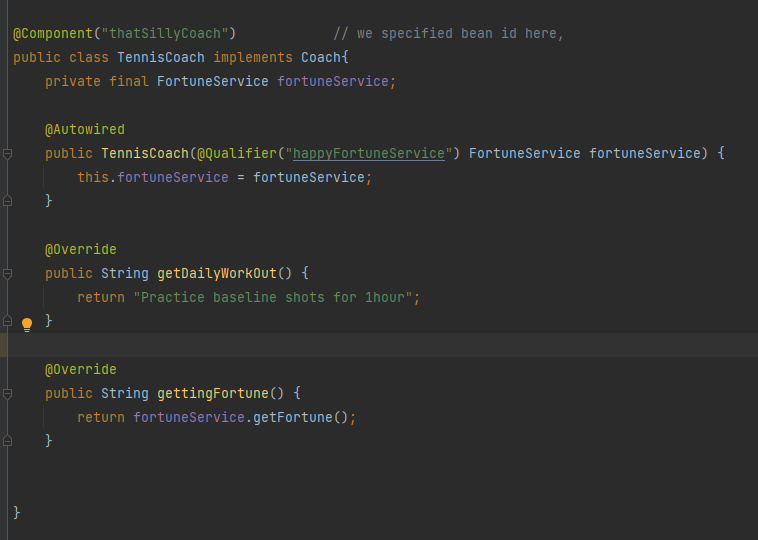 @Component("thatSillyCoach")            // we specified bean id here,
public class TennisCoach implements Coach{
    private final FortuneService fortuneService;

    @Autowired
    public TennisCoach(@Qualifier("happyFortuneService") FortuneService fortuneService) {
        this.fortuneService = fortuneService;
    }

    @Override
    public String getDailyWorkOut() {
        return "Practice baseline shots for 1hour";
    }

    @Override
    public String gettingFortune() {
        return fortuneService.getFortune();
    }


}